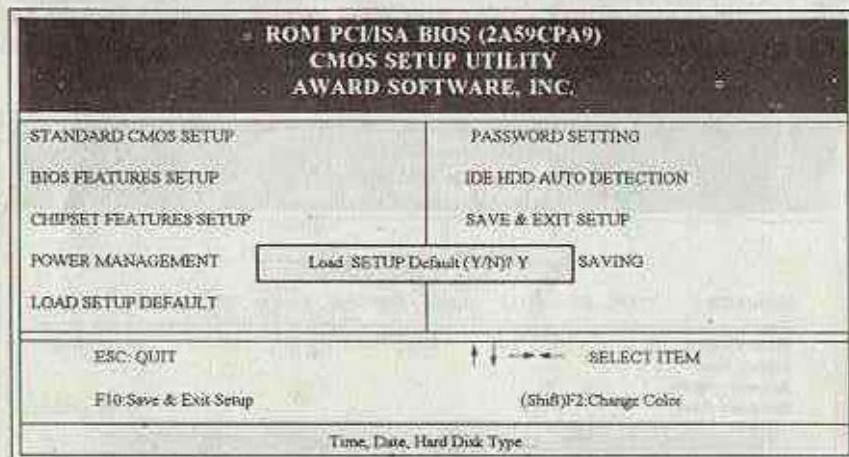 ROM PCI/ISA BIOS (2A59CPA9)
CMOS SETUP UTILITY
AWARD SOFTWARE, INC.
STANDARD CMOS SETUP
BIOS FEATURES SETUP
CHIPSET FEATURES SETUP
POWER MANAGEMENT
LOAD SETUP DEFAULT
PASSWORD SETTING
IDE HDD AUTO DETECTION
SAVE & EXIT SETUP
SAVING
Load SETUP Default (Y/N)? Y
ESC: QUIT
↑ ↓ → ← SELECT ITEM
F10:Save & Exit Setup
(Shift)F2:Change Color
Time, Date, Hard Disk Type